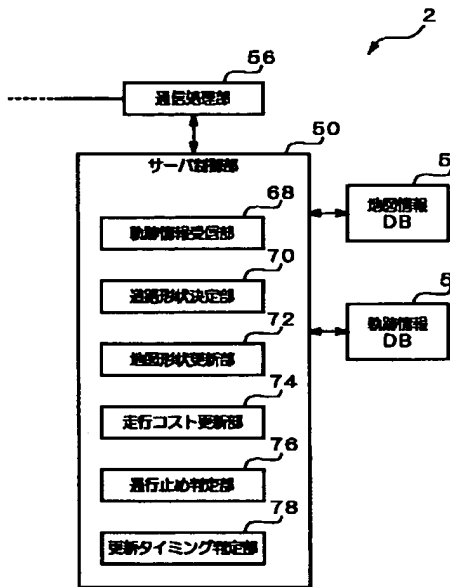 2
56
通信処理部
50
サーバ制御部
68
軌跡情報受信部
70
道路形状決定部
72
地図形状更新部
74
走行コスト更新部
76
通行止め判定部
78
更新タイミング判定部
5
地図情報
DB
5
軌跡情報
DB